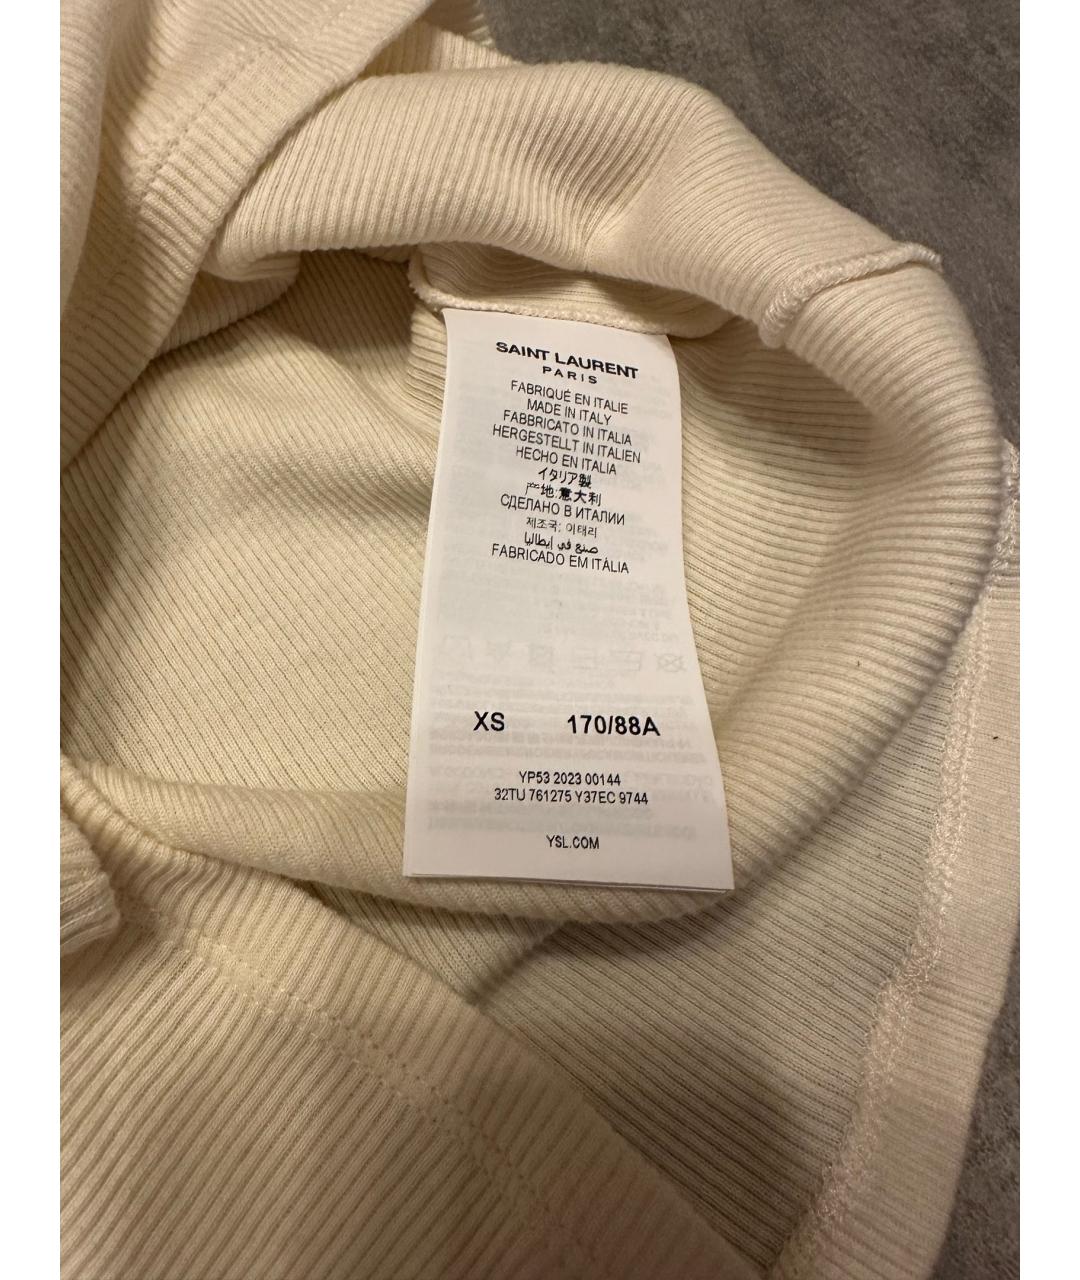 SAINT LAURENT
PARIS
FABRIQUÉ EN ITALIE
MADE IN ITALY
FABBRICATO IN ITALIA
HERGESTELLT IN ITALIEN
HECHO EN ITALIA
イタリア製
产地:意大利
СДЕЛАНО В ИТАЛИИ
제조국: 이태리
صنع في إيطاليا
FABRICADO EM ITÁLIA
XS 170/88A
YP53 2023 00144
32TU 761275 Y37EC 9744
YSL.COM